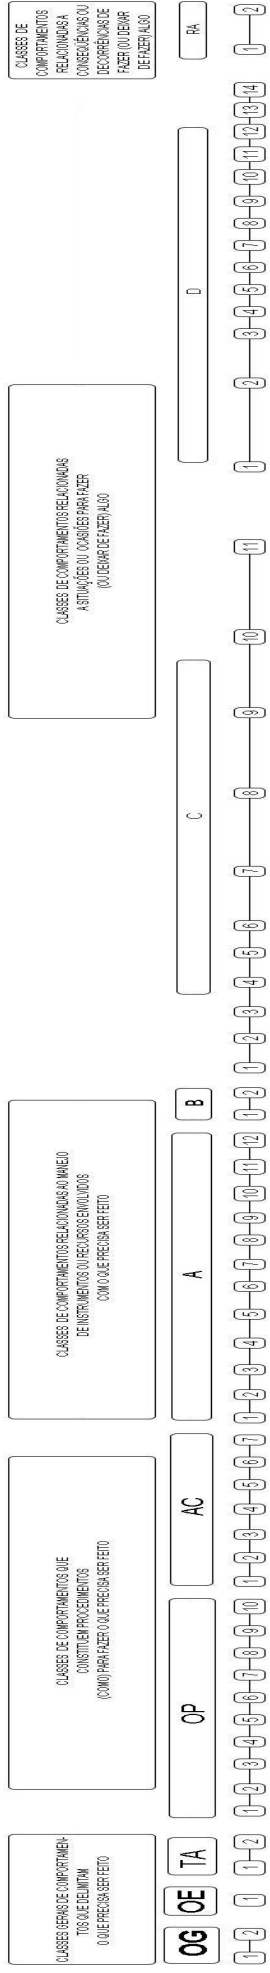 CLASSES GERAIS DE COMPORTAMEN-
TOS QUE DELIMITAM
O QUE PRECISA SER FEITO
CLASSES DE COMPORTAMENTOS QUE
CONSTITUEM PROCEDIMENTOS
(COMO) PARA FAZER O QUE PRECISA SER FEITO
CLASSES DE COMPORTAMENTOS RELACIONADAS AO MANEJO
DE INSTRUMENTOS OU RECURSOS ENVOLVIDOS
COM O QUE PRECISA SER FEITO
CLASSES DE COMPORTAMENTOS RELACIONADAS
A SITUAÇÕES OU OCASIÕES PARA FAZER
(OU DEIXAR DE FAZER) ALGO
CLASSES DE
COMPORTAMENTOS
RELACIONADAS A
CONSEQUÊNCIAS OU
DECORRÊNCIAS DE
FAZER (OU DEIXAR
DE FAZER) ALGO
OG OE TA OP AC A B C D RA
1 2 1 1 2 1 2 3 4 5 6 7 8 9 10 1 2 3 4 5 6 7 1 2 3 4 5 6 7 8 9 10 11 12 1 2 1 2 3 4 5 6 7 8 9 10 11 1 2 3 4 5 6 7 8 9 10 11 12 13 14 1 2